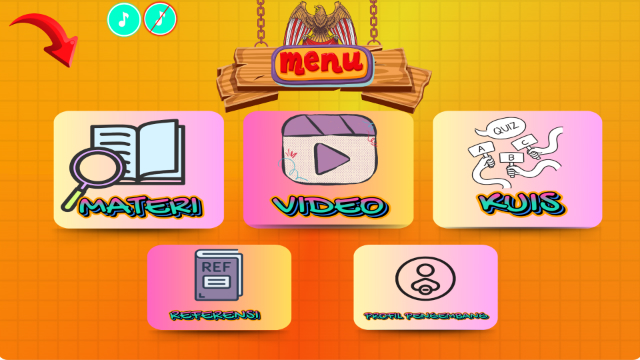 menu
QUIZ
A
C
B
MATERI
VIDEO
KUIS
REF
REFERENSI
PROFIL PENGEMBANG